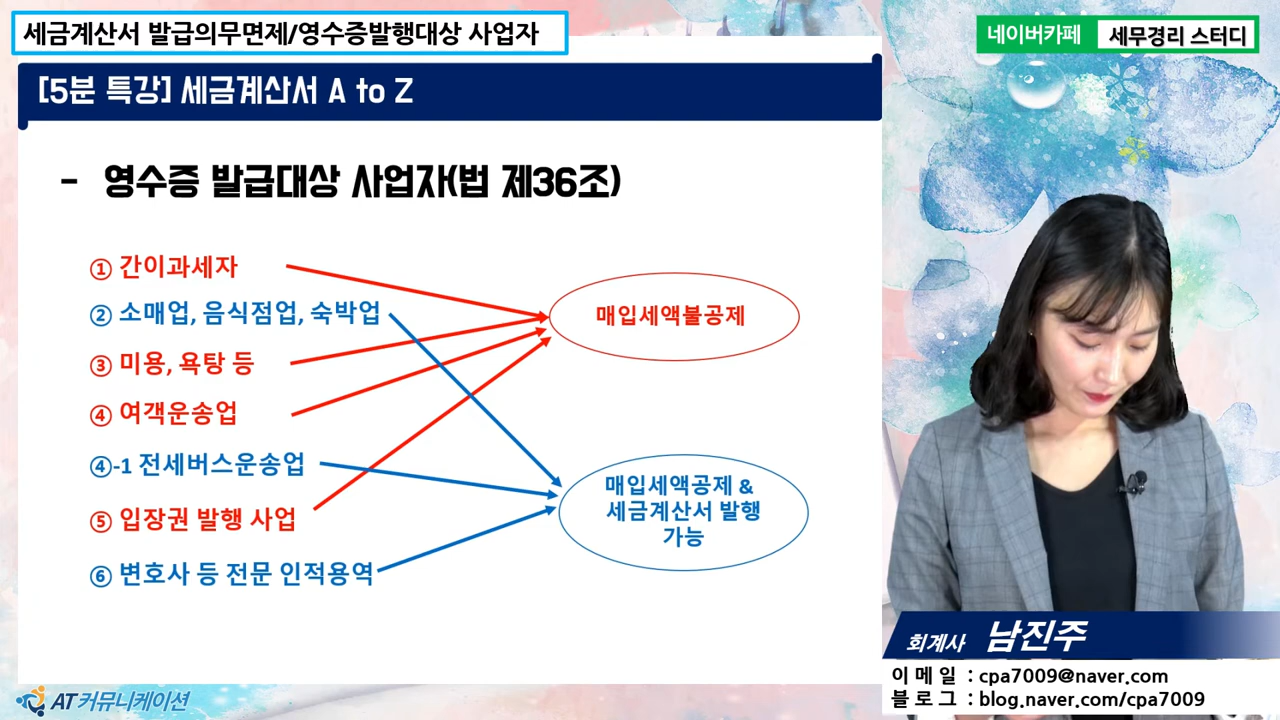 세금계산서 발급의무면제/영수증발행대상 사업자
네이버카페 세무경리 스터디
[5분 특강] 세금계산서 A to Z
- 영수증 발급대상 사업자(법 제36조)
① 간이과세자
② 소매업, 음식점업, 숙박업
③ 미용, 욕탕 등
④ 여객운송업
④-1 전세버스운송업
⑤ 입장권 발행 사업
⑥ 변호사 등 전문 인적용역
매입세액불공제
매입세액공제 &
세금계산서 발행
가능
회계사 남진주
이 메 일 : cpa7009@naver.com
블 로 그 : blog.naver.com/cpa7009
AT커뮤니케이션